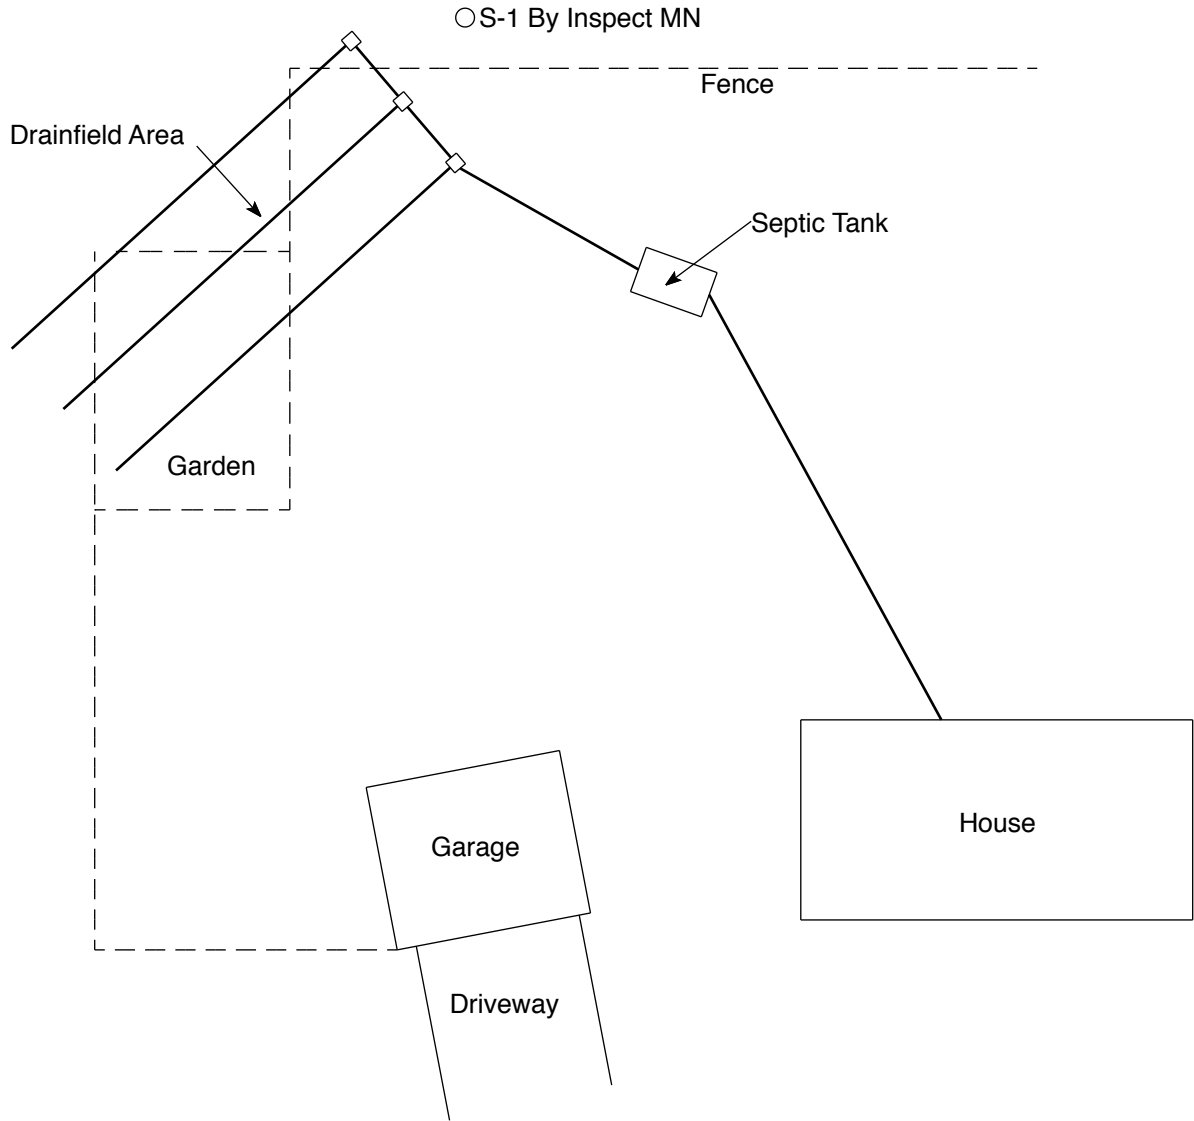 S-1 By Inspect MN
Fence
Drainfield Area
Septic Tank
Garden
House
Garage
Driveway